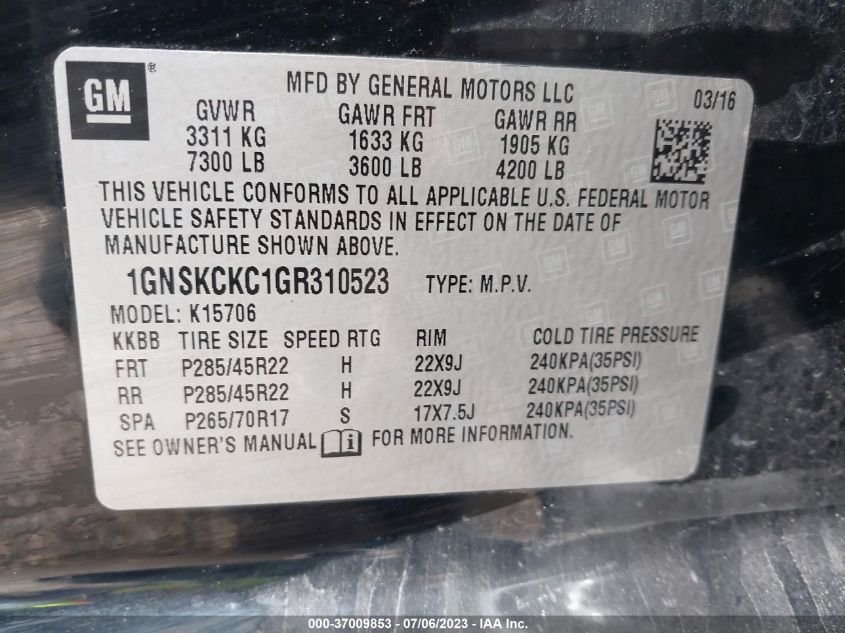 GM ®
MFD BY GENERAL MOTORS LLC 03/16
GVWR GAWR FRT GAWR RR
3311 KG 1633 KG 1905 KG
7300 LB 3600 LB 4200 LB
THIS VEHICLE CONFORMS TO ALL APPLICABLE U.S. FEDERAL MOTOR
VEHICLE SAFETY STANDARDS IN EFFECT ON THE DATE OF
MANUFACTURE SHOWN ABOVE.
1GNSKCKC1GR310523 TYPE: M.P.V.
MODEL: K15706
KKBB TIRE SIZE SPEED RTG RIM COLD TIRE PRESSURE
FRT P285/45R22 H 22X9J 240KPA(35PSI)
RR P285/45R22 H 22X9J 240KPA(35PSI)
SPA P265/70R17 S 17X7.5J 240KPA(35PSI)
SEE OWNER'S MANUAL i FOR MORE INFORMATION.
000-37009853 - 07/06/2023 - IAA Inc.